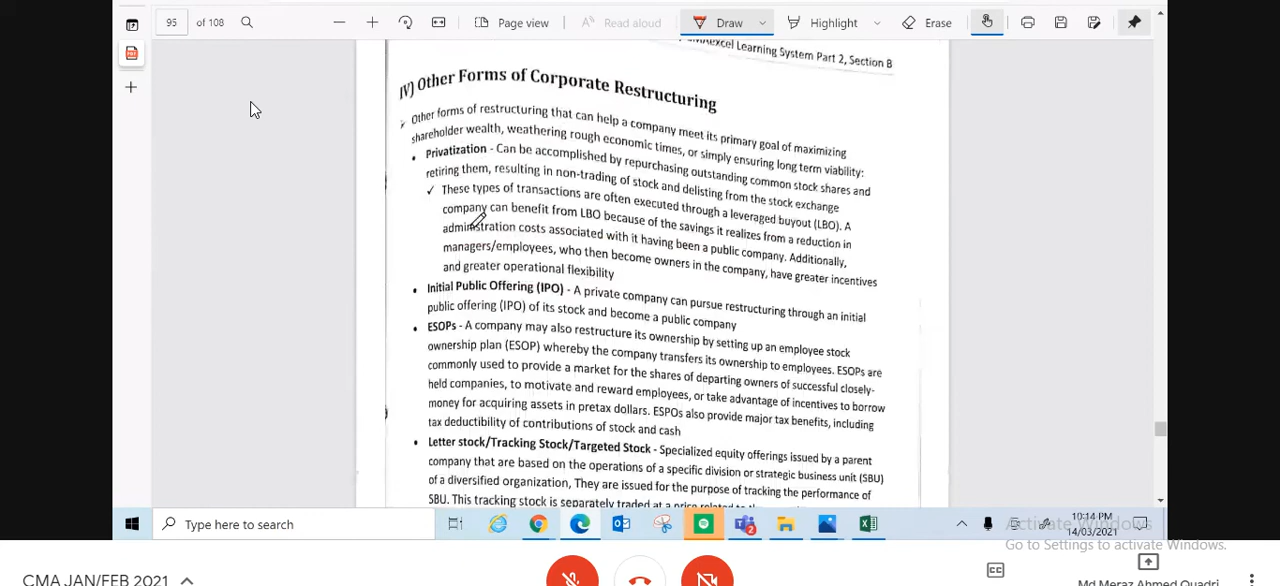 95 of 108
Page view
Read aloud
Draw
Highlight
Erase
Learning System Part 2, Section B
IV) Other Forms of Corporate Restructuring
Other forms of restructuring that can help a company meet its primary goal of maximizing
shareholder wealth, weathering rough economic times, or simply ensuring long term viability:
• Privatization - Can be accomplished by repurchasing outstanding common stock shares and
retiring them, resulting in non-trading of stock and delisting from the stock exchange
✓ These types of transactions are often executed through a leveraged buyout (LBO). A
company can benefit from LBO because of the savings it realizes from a reduction in
administration costs associated with it having been a public company. Additionally,
managers/employees, who then become owners in the company, have greater incentives
and greater operational flexibility
• Initial Public Offering (IPO) - A private company can pursue restructuring through an initial
public offering (IPO) of its stock and become a public company
• ESOPs - A company may also restructure its ownership by setting up an employee stock
ownership plan (ESOP) whereby the company transfers its ownership to employees. ESOPs are
commonly used to provide a market for the shares of departing owners of successful closely-
held companies, to motivate and reward employees, or take advantage of incentives to borrow
money for acquiring assets in pretax dollars. ESPOs also provide major tax benefits, including
tax deductibility of contributions of stock and cash
• Letter stock/Tracking Stock/Targeted Stock - Specialized equity offerings issued by a parent
company that are based on the operations of a specific division or strategic business unit (SBU)
of a diversified organization, They are issued for the purpose of tracking the performance of
SBU. This tracking stock is separately traded at a price related to
Type here to search
10:14 PM
14/03/2021
Activate Windows
Go to Settings to activate Windows.
CMA JAN/FEB 2021
Md Meraz Ahmed Quadri